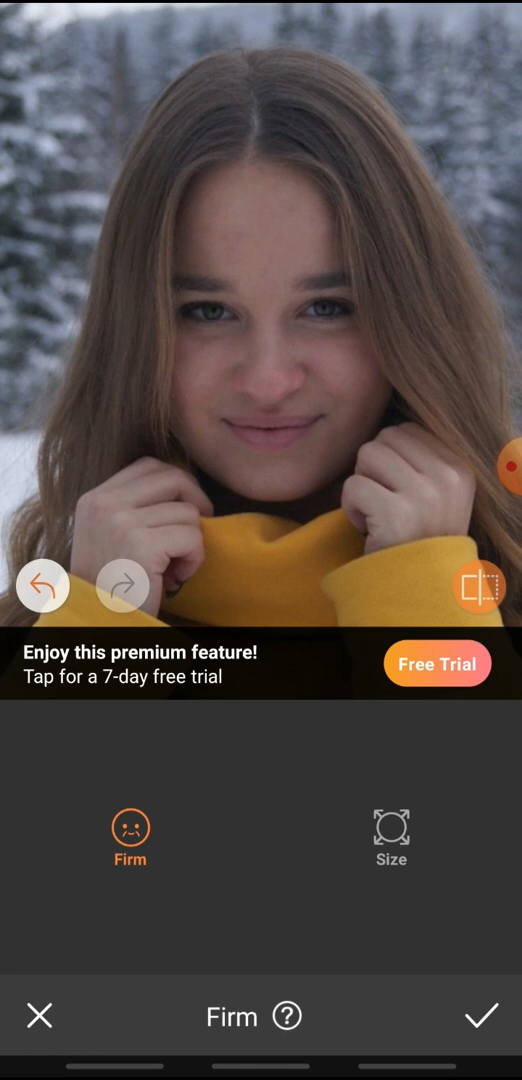 Enjoy this premium feature!
Tap for a 7-day free trial
Free Trial
Firm
Size
Firm